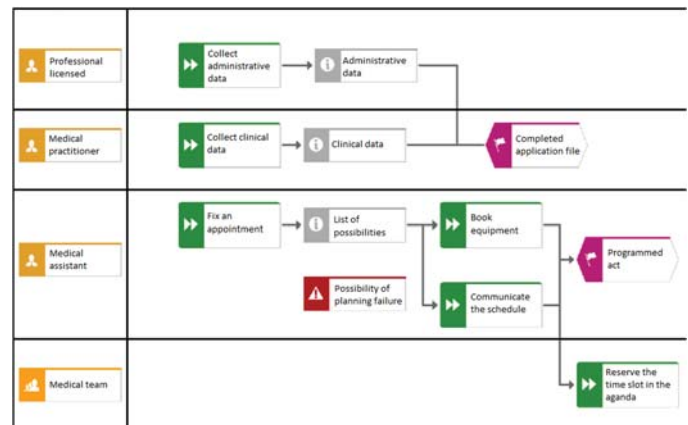 Professional
licensed
Collect
administrative
data
Administrative
data
Medical
practitioner
Collect clinical
data
Clinical data
Completed
application file
Medical
assistant
Fix an
appointment
List of
possibilities
Book
equipment
Programmed
act
Possibility of
planning failure
Communicate
the schedule
Medical team
Reserve the
time slot in the
aganda